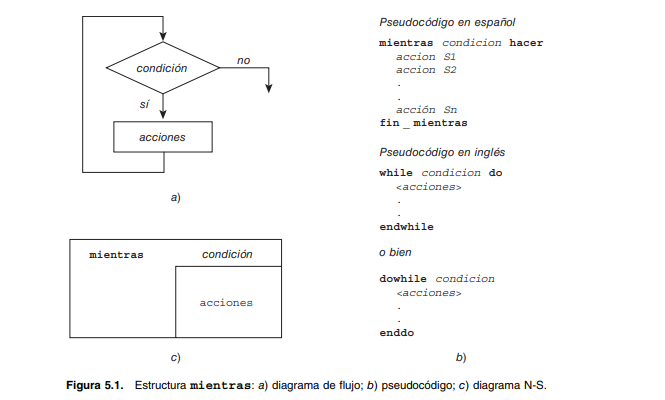 condición
no
sí
acciones
a)
mientras condición
acciones
c)
Pseudocódigo en español
mientras condicion hacer
accion S1
accion S2
.
.
acción Sn
fin_mientras
Pseudocódigo en inglés
while condicion do
<acciones>
.
.
endwhile
o bien
dowhile condicion
<acciones>
.
.
enddo
b)
Figura 5.1. Estructura mientras: a) diagrama de flujo; b) pseudocódigo; c) diagrama N-S.